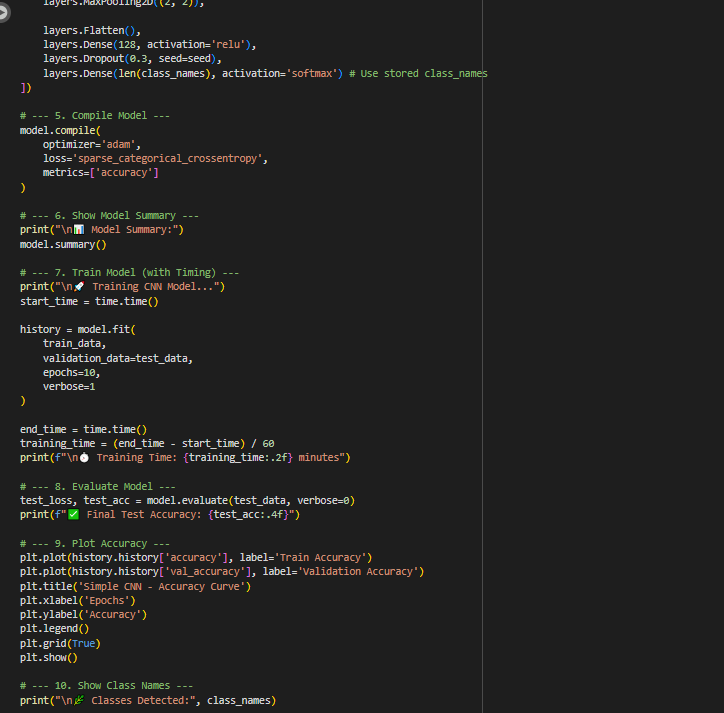 layers.MaxPooling2D((2, 2)),

    layers.Flatten(),
    layers.Dense(128, activation='relu'),
    layers.Dropout(0.3, seed=seed),
    layers.Dense(len(class_names), activation='softmax') # Use stored class_names
])

# --- 5. Compile Model ---
model.compile(
    optimizer='adam',
    loss='sparse_categorical_crossentropy',
    metrics=['accuracy']
)

# --- 6. Show Model Summary ---
print("\n📊 Model Summary:")
model.summary()

# --- 7. Train Model (with Timing) ---
print("\n🚀 Training CNN Model...")
start_time = time.time()

history = model.fit(
    train_data,
    validation_data=test_data,
    epochs=10,
    verbose=1
)

end_time = time.time()
training_time = (end_time - start_time) / 60
print(f"\n⏱ Training Time: {training_time:.2f} minutes")

# --- 8. Evaluate Model ---
test_loss, test_acc = model.evaluate(test_data, verbose=0)
print(f"✅ Final Test Accuracy: {test_acc:.4f}")

# --- 9. Plot Accuracy ---
plt.plot(history.history['accuracy'], label='Train Accuracy')
plt.plot(history.history['val_accuracy'], label='Validation Accuracy')
plt.title('Simple CNN - Accuracy Curve')
plt.xlabel('Epochs')
plt.ylabel('Accuracy')
plt.legend()
plt.grid(True)
plt.show()

# --- 10. Show Class Names ---
print("\n🌿 Classes Detected:", class_names)